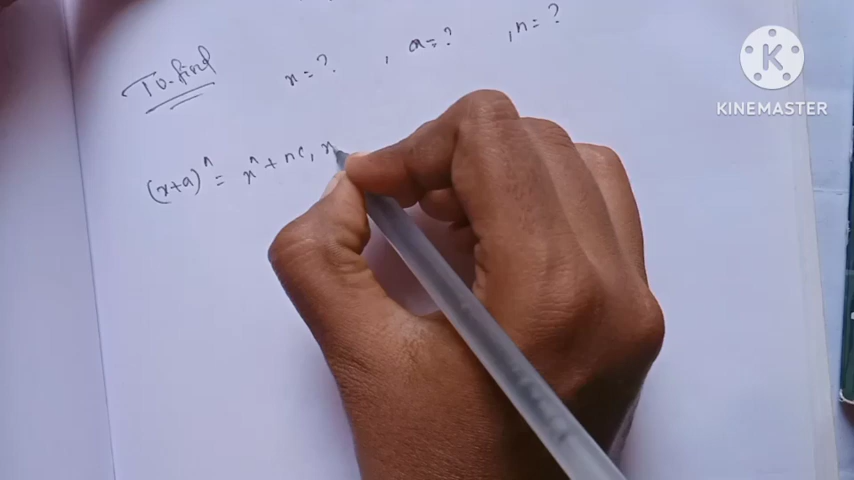 To find x = ? , a = ? , n = ?
(x+a)^n = x^n + nC₁ x
K
KINEMASTER